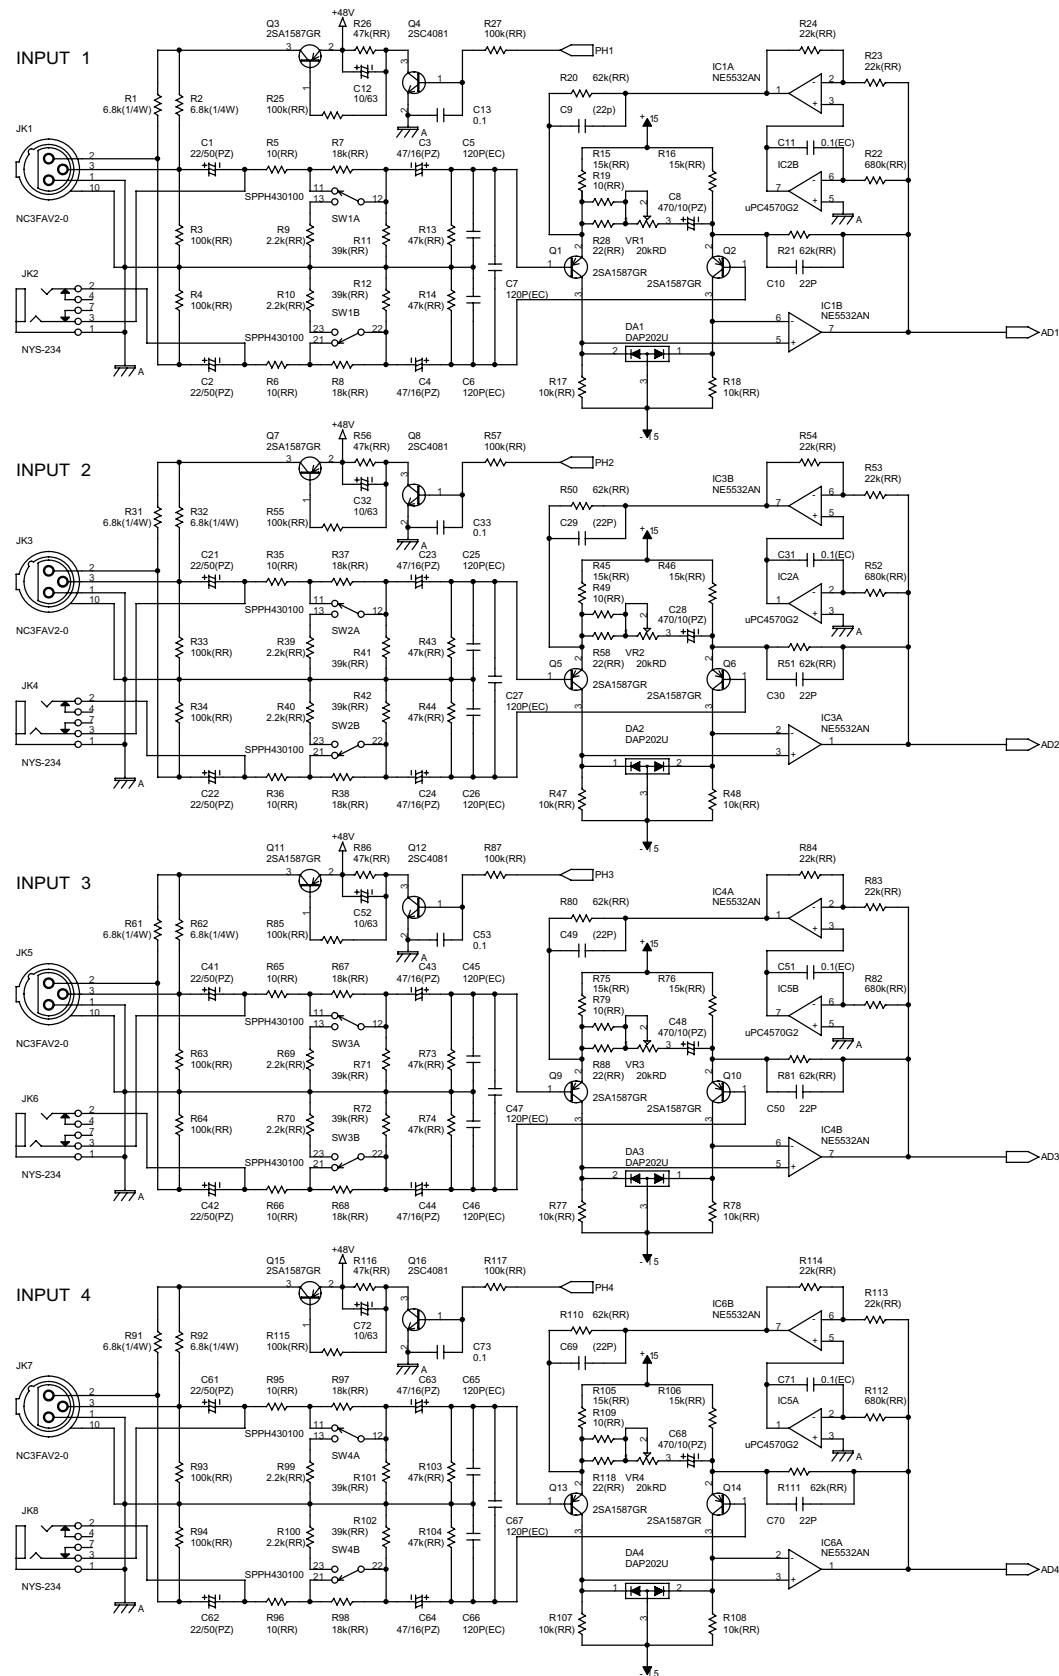 INPUT 1
+48V
Q3
2SA1587GR
R26
47k(RR)
Q4
2SC4081
R27
100k(RR)
PH1
R24
22k(RR)
R23
22k(RR)
IC1A
NE5532AN
R20 62k(RR)
C9 (22p)
R1
6.8k(1/4W)
R2
6.8k(1/4W)
R25
100k(RR)
C12
10/63
C13
0.1
A
+15
C11 0.1(EC)
IC2B
uPC4570G2
R22
680k(RR)
A
JK1
NC3FAV2-0
C1
22/50(PZ)
R5
10(RR)
R7
18k(RR)
C3
47/16(PZ)
C5
120P(EC)
R15
15k(RR)
R16
15k(RR)
R19
10(RR)
C8
470/10(PZ)
SPPH430100
SW1A
R3
100k(RR)
R9
2.2k(RR)
R11
39k(RR)
R13
47k(RR)
R28
22(RR)
VR1
20kRD
Q1
2SA1587GR
Q2
2SA1587GR
R21 62k(RR)
C10 22P
JK2
NYS-234
R4
100k(RR)
R10
2.2k(RR)
R12
39k(RR)
R14
47k(RR)
C7
120P(EC)
SW1B
SPPH430100
IC1B
NE5532AN
AD1
DA1
DAP202U
A
C2
22/50(PZ)
R6
10(RR)
R8
18k(RR)
C4
47/16(PZ)
C6
120P(EC)
R17
10k(RR)
R18
10k(RR)
-15
INPUT 2
+48V
Q7
2SA1587GR
R56
47k(RR)
Q8
2SC4081
R57
100k(RR)
PH2
R54
22k(RR)
R53
22k(RR)
IC3B
NE5532AN
R50 62k(RR)
C29 (22P)
R31
6.8k(1/4W)
R32
6.8k(1/4W)
R55
100k(RR)
C32
10/63
C33
0.1
A
+15
C31 0.1(EC)
IC2A
uPC4570G2
R52
680k(RR)
A
JK3
NC3FAV2-0
C21
22/50(PZ)
R35
10(RR)
R37
18k(RR)
C23
47/16(PZ)
C25
120P(EC)
R45
15k(RR)
R46
15k(RR)
R49
10(RR)
C28
470/10(PZ)
SPPH430100
SW2A
R33
100k(RR)
R39
2.2k(RR)
R41
39k(RR)
R43
47k(RR)
R58
22(RR)
VR2
20kRD
Q5
2SA1587GR
Q6
2SA1587GR
R51 62k(RR)
C30 22P
JK4
NYS-234
R34
100k(RR)
R40
2.2k(RR)
R42
39k(RR)
R44
47k(RR)
C27
120P(EC)
SW2B
SPPH430100
IC3A
NE5532AN
AD2
DA2
DAP202U
A
C22
22/50(PZ)
R36
10(RR)
R38
18k(RR)
C24
47/16(PZ)
C26
120P(EC)
R47
10k(RR)
R48
10k(RR)
-15
INPUT 3
+48V
Q11
2SA1587GR
R86
47k(RR)
Q12
2SC4081
R87
100k(RR)
PH3
R84
22k(RR)
R83
22k(RR)
IC4A
NE5532AN
R80 62k(RR)
C49 (22P)
R61
6.8k(1/4W)
R62
6.8k(1/4W)
R85
100k(RR)
C52
10/63
C53
0.1
A
+15
C51 0.1(EC)
IC5B
uPC4570G2
R82
680k(RR)
A
JK5
NC3FAV2-0
C41
22/50(PZ)
R65
10(RR)
R67
18k(RR)
C43
47/16(PZ)
C45
120P(EC)
R75
15k(RR)
R76
15k(RR)
R79
10(RR)
C48
470/10(PZ)
SPPH430100
SW3A
R63
100k(RR)
R69
2.2k(RR)
R71
39k(RR)
R73
47k(RR)
R88
22(RR)
VR3
20kRD
Q9
2SA1587GR
Q10
2SA1587GR
R81 62k(RR)
C50 22P
JK6
NYS-234
R64
100k(RR)
R70
2.2k(RR)
R72
39k(RR)
R74
47k(RR)
C47
120P(EC)
SW3B
SPPH430100
IC4B
NE5532AN
AD3
DA3
DAP202U
A
C42
22/50(PZ)
R66
10(RR)
R68
18k(RR)
C44
47/16(PZ)
C46
120P(EC)
R77
10k(RR)
R78
10k(RR)
-15
INPUT 4
+48V
Q15
2SA1587GR
R116
47k(RR)
Q16
2SC4081
R117
100k(RR)
PH4
R114
22k(RR)
R113
22k(RR)
IC6B
NE5532AN
R110 62k(RR)
C69 (22P)
R91
6.8k(1/4W)
R92
6.8k(1/4W)
R115
100k(RR)
C72
10/63
C73
0.1
A
+15
C71 0.1(EC)
IC5A
uPC4570G2
R112
680k(RR)
A
JK7
NC3FAV2-0
C61
22/50(PZ)
R95
10(RR)
R97
18k(RR)
C63
47/16(PZ)
C65
120P(EC)
R105
15k(RR)
R106
15k(RR)
R109
10(RR)
C68
470/10(PZ)
SPPH430100
SW4A
R93
100k(RR)
R99
2.2k(RR)
R101
39k(RR)
R103
47k(RR)
R118
22(RR)
VR4
20kRD
Q13
2SA1587GR
Q14
2SA1587GR
R111 62k(RR)
C70 22P
JK8
NYS-234
R94
100k(RR)
R100
2.2k(RR)
R102
39k(RR)
R104
47k(RR)
C67
120P(EC)
SW4B
SPPH430100
IC6A
NE5532AN
AD4
DA4
DAP202U
A
C62
22/50(PZ)
R96
10(RR)
R98
18k(RR)
C64
47/16(PZ)
C66
120P(EC)
R107
10k(RR)
R108
10k(RR)
-15